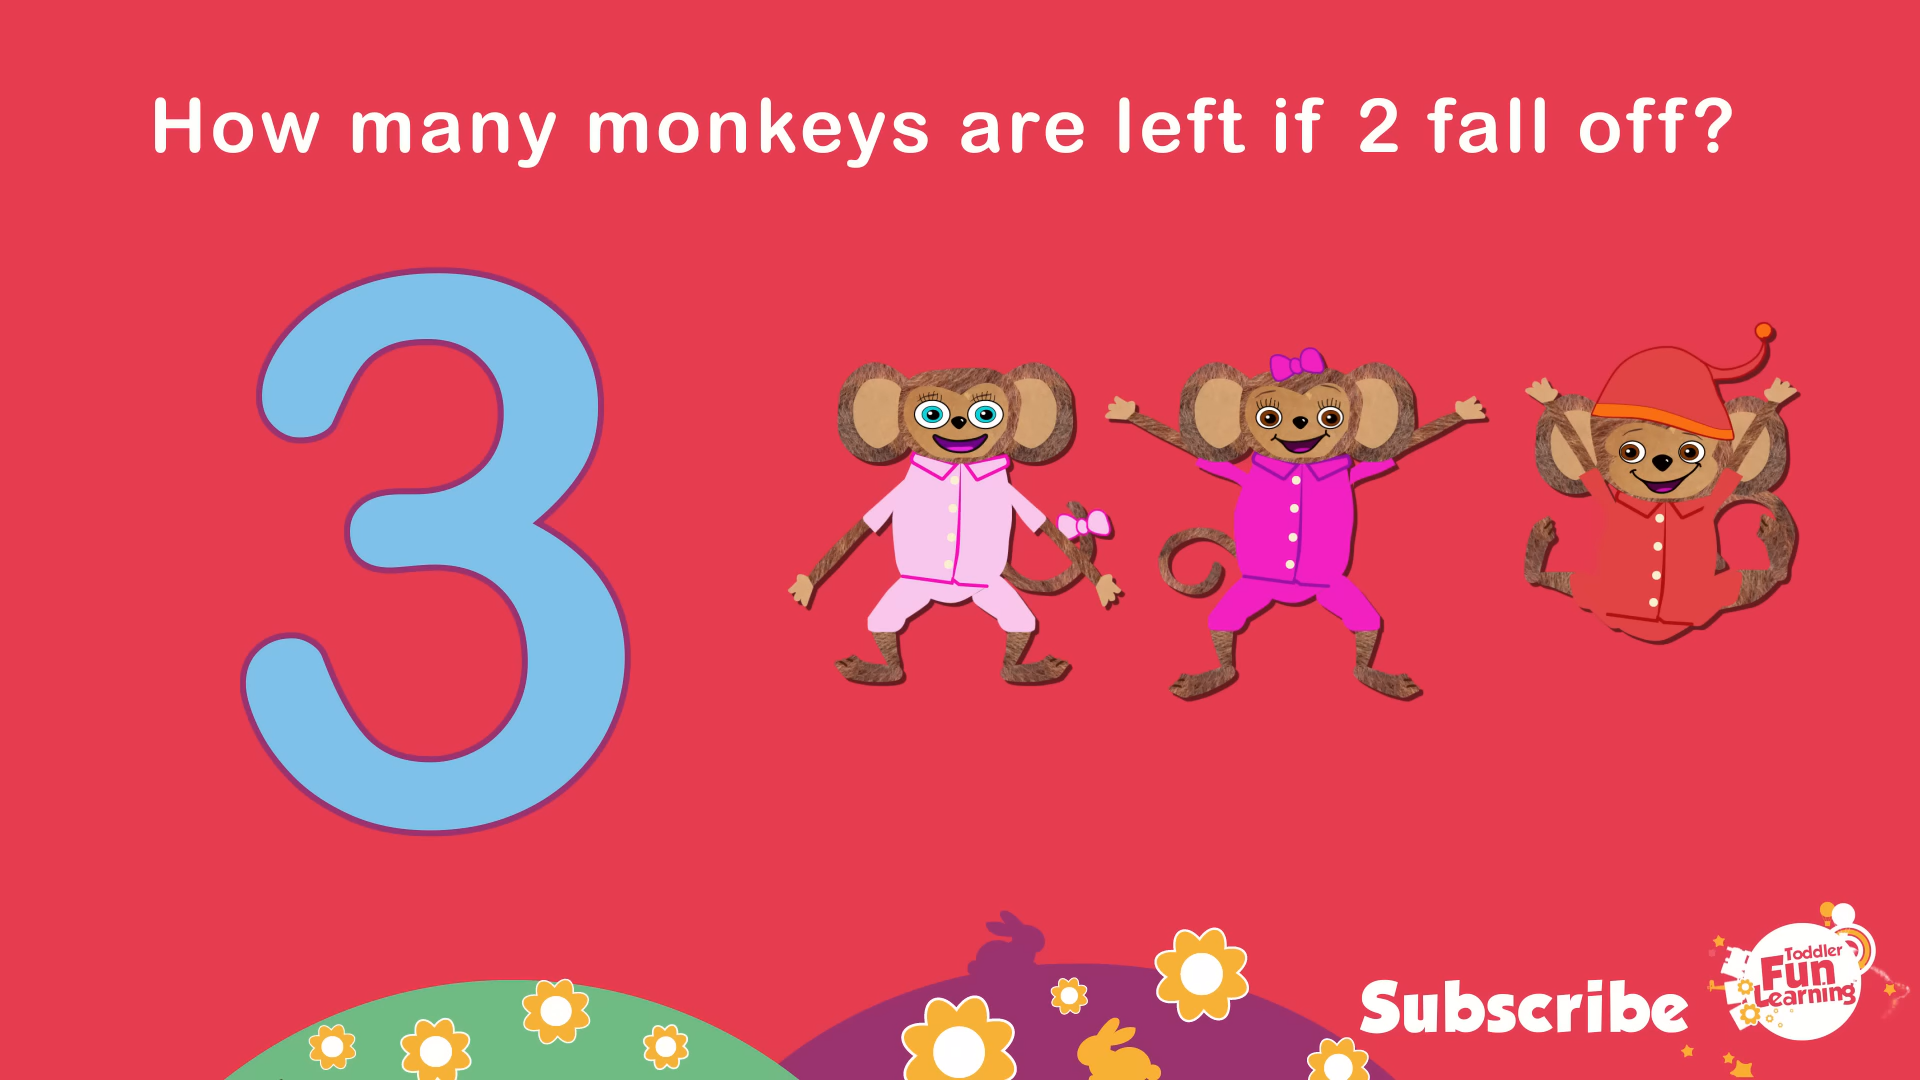 How many monkeys are left if 2 fall off?
3
Subscribe
Toddler
Fun
Learning